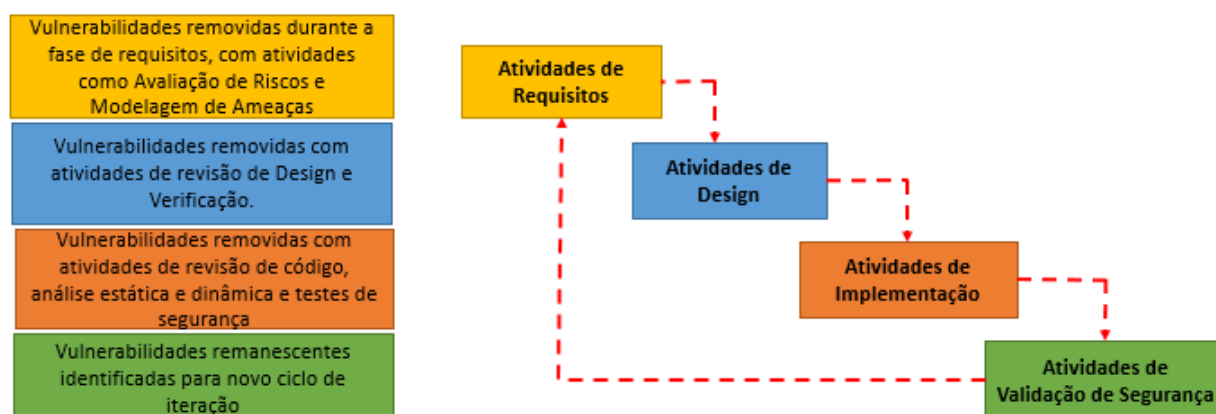 Vulnerabilidades removidas durante a
fase de requisitos, com atividades
como Avaliação de Riscos e
Modelagem de Ameaças
Vulnerabilidades removidas com
atividades de revisão de Design e
Verificação.
Vulnerabilidades removidas com
atividades de revisão de código,
análise estática e dinâmica e testes de
segurança
Vulnerabilidades remanescentes
identificadas para novo ciclo de
iteração
Atividades de
Requisitos
Atividades de
Design
Atividades de
Implementação
Atividades de
Validação de Segurança